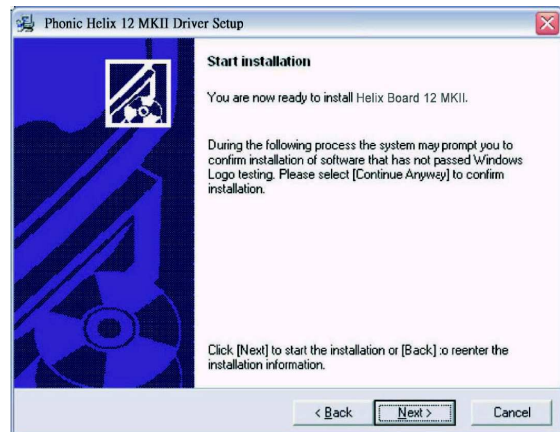 Phonic Helix 12 MKII Driver Setup
Start installation
You are now ready to install Helix Board 12 MKII.
During the following process the system may prompt you to
confirm installation of software that has not passed Windows
Logo testing. Please select [Continue Anyway] to confirm
installation.
Click [Next] to start the installation or [Back] :o reenter the
installation information.
< Back
Next >
Cancel